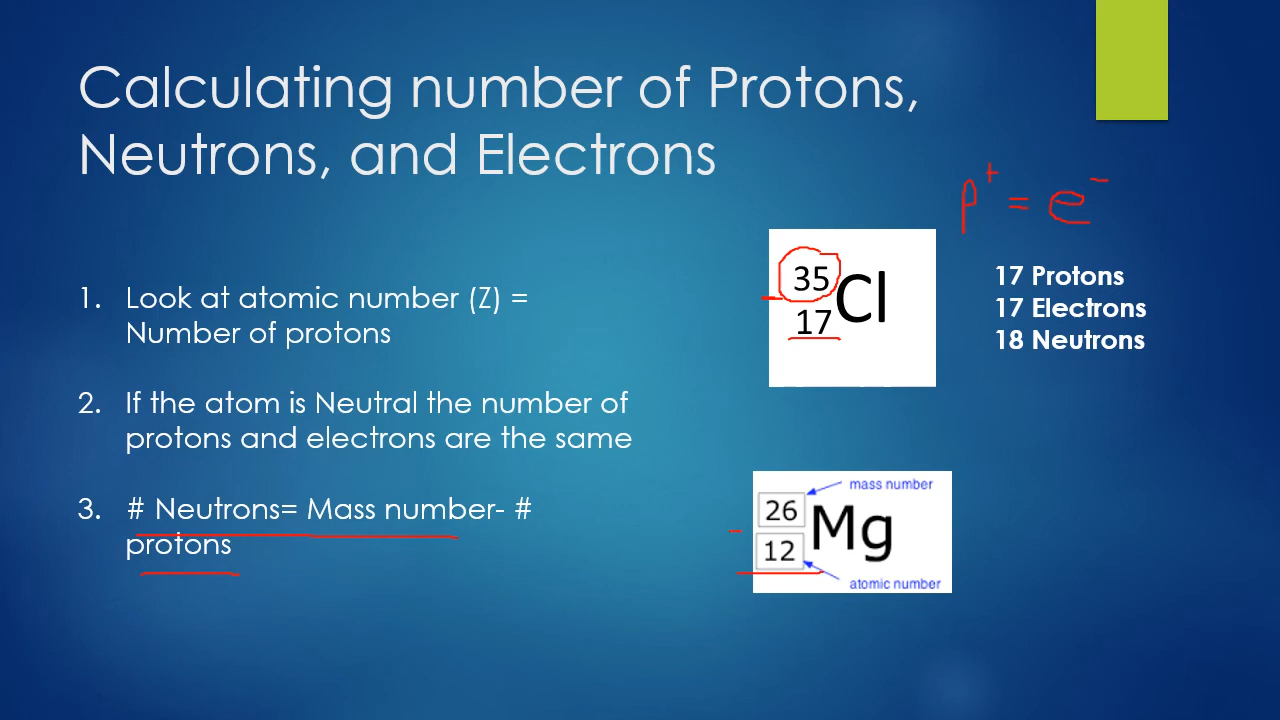 Calculating number of Protons,
Neutrons, and Electrons
p⁺ = e⁻
1. Look at atomic number (Z) =
Number of protons
2. If the atom is Neutral the number of
protons and electrons are the same
3. # Neutrons= Mass number- #
protons
35
17
Cl
17 Protons
17 Electrons
18 Neutrons
mass number
26
12
Mg
atomic number